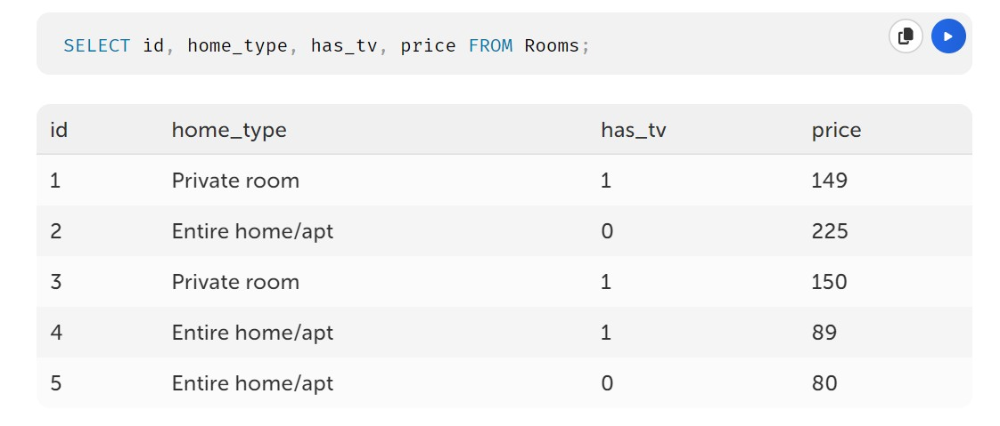 SELECT id, home_type, has_tv, price FROM Rooms;
id home_type has_tv price
1 Private room 1 149
2 Entire home/apt 0 225
3 Private room 1 150
4 Entire home/apt 1 89
5 Entire home/apt 0 80